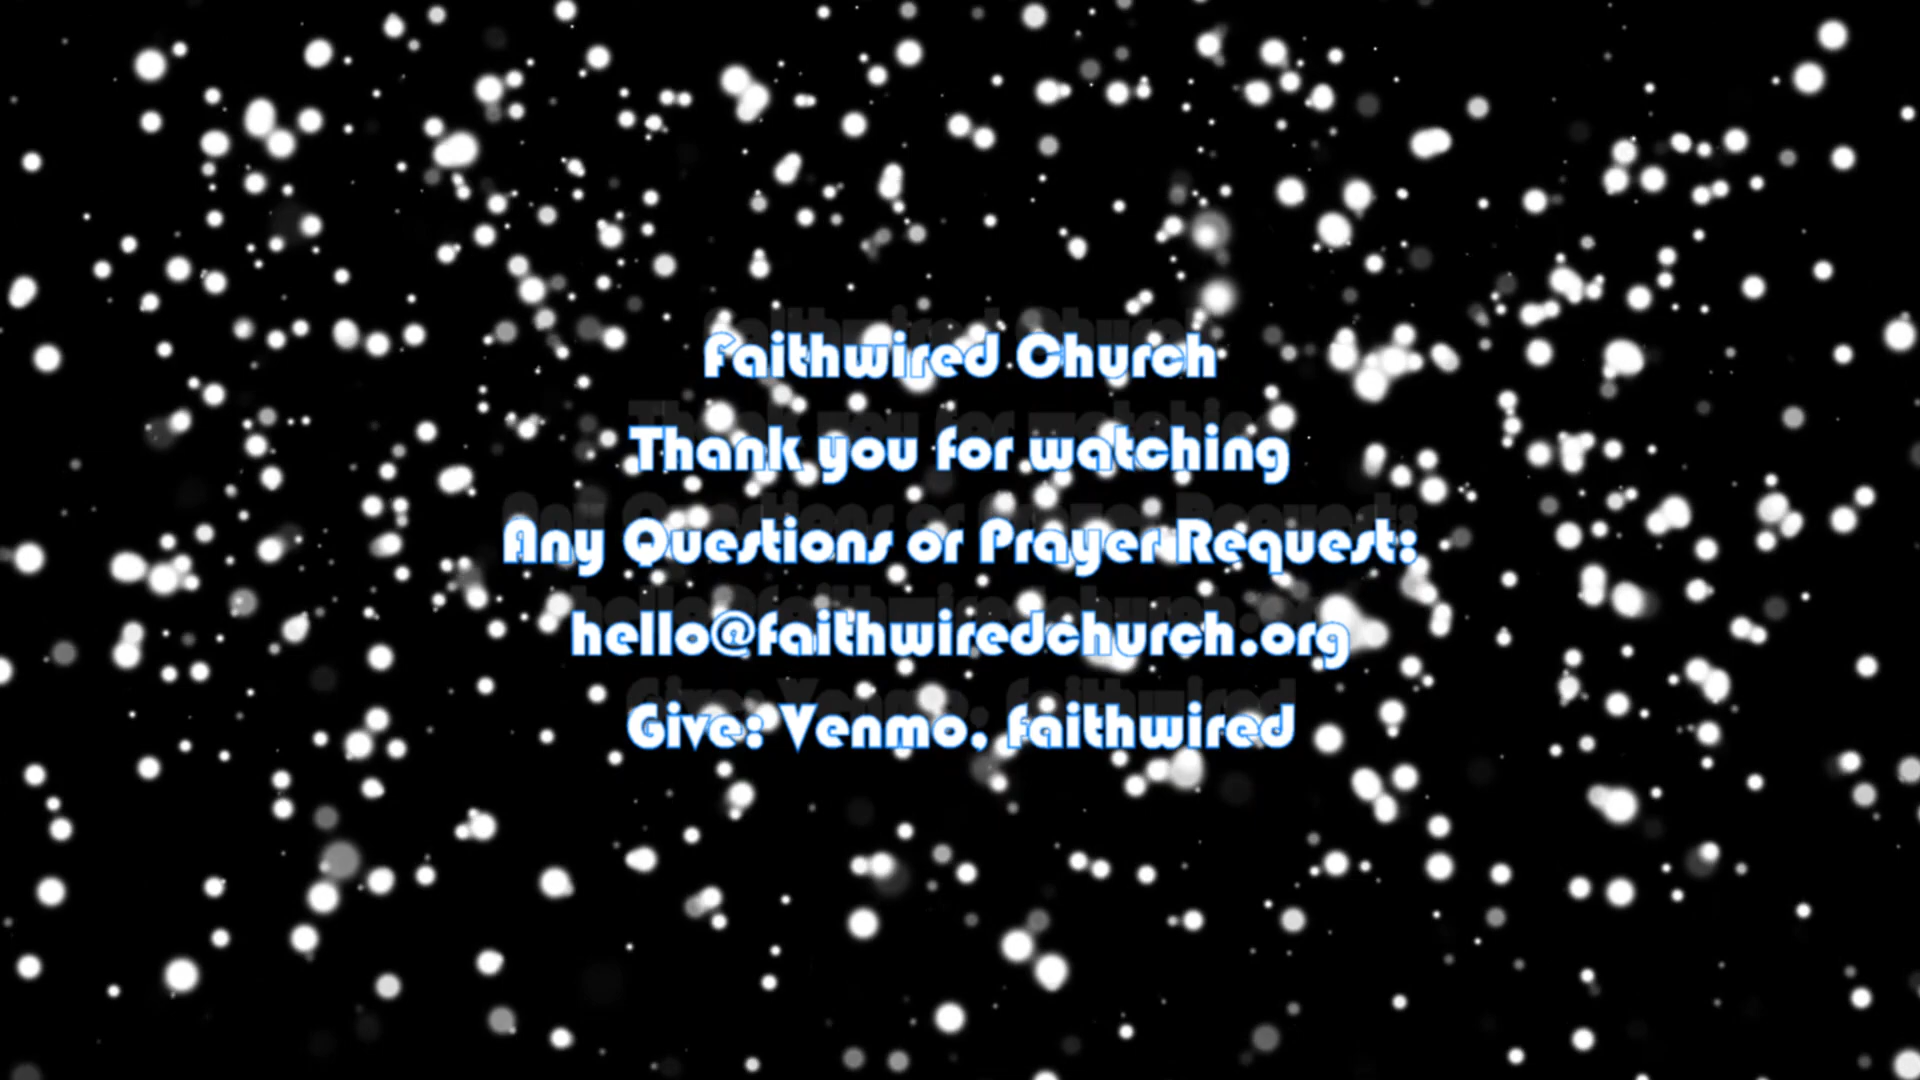 Faithwired Church
Thank you for watching
Any Questions or Prayer Request:
hello@faithwiredchurch.org
Give: Venmo, Faithwired